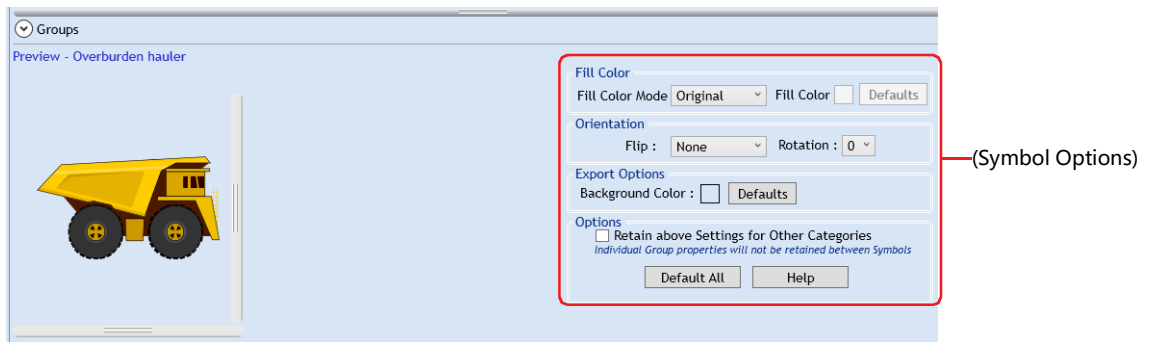 Groups
Preview - Overburden hauler
Fill Color
Fill Color Mode Original Fill Color Defaults
Orientation
Flip : None Rotation : 0
Export Options
Background Color : Defaults
Options
Retain above Settings for Other Categories
Individual Group properties will not be retained between Symbols
Default All Help
(Symbol Options)